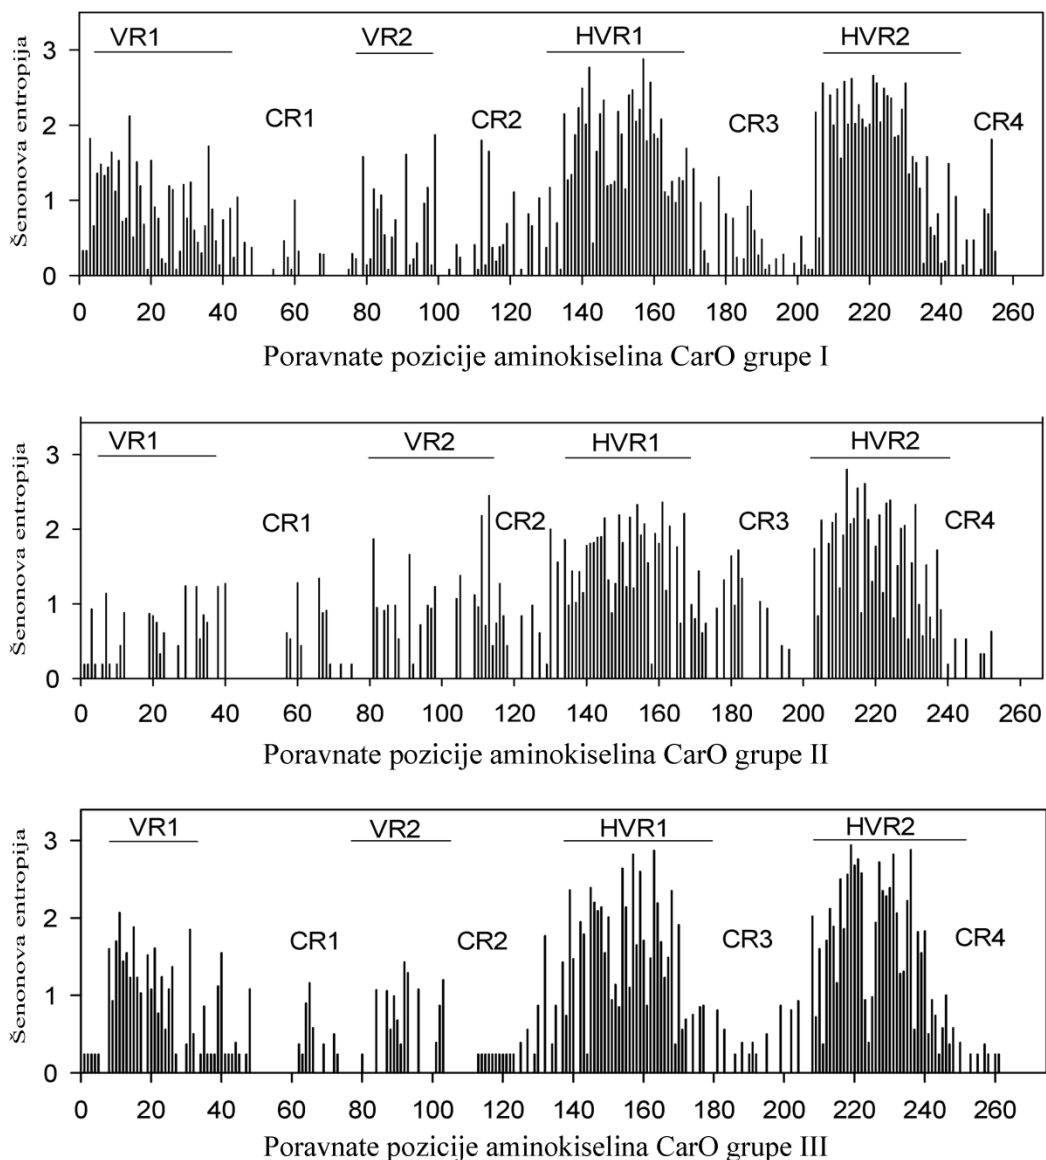 VR1 VR2 HVR1 HVR2
3
CR1 CR2 CR3 CR4
2
1
0
Šenonova entropija
0 20 40 60 80 100 120 140 160 180 200 220 240 260
Poravnate pozicije aminokiselina CarO grupe I
VR1 VR2 HVR1 HVR2
3
CR1 CR2 CR3 CR4
2
1
0
Šenonova entropija
0 20 40 60 80 100 120 140 160 180 200 220 240 260
Poravnate pozicije aminokiselina CarO grupe II
VR1 VR2 HVR1 HVR2
3
CR1 CR2 CR3 CR4
2
1
0
Šenonova entropija
0 20 40 60 80 100 120 140 160 180 200 220 240 260
Poravnate pozicije aminokiselina CarO grupe III